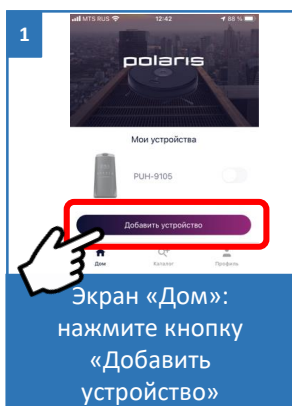 1
MTS RUS 12:42 88 %
polaris
Мои устройства
PUH-9105
Добавить устройство
Дом Каталог Профиль
Экран «Дом»:
нажмите кнопку
«Добавить
устройство»